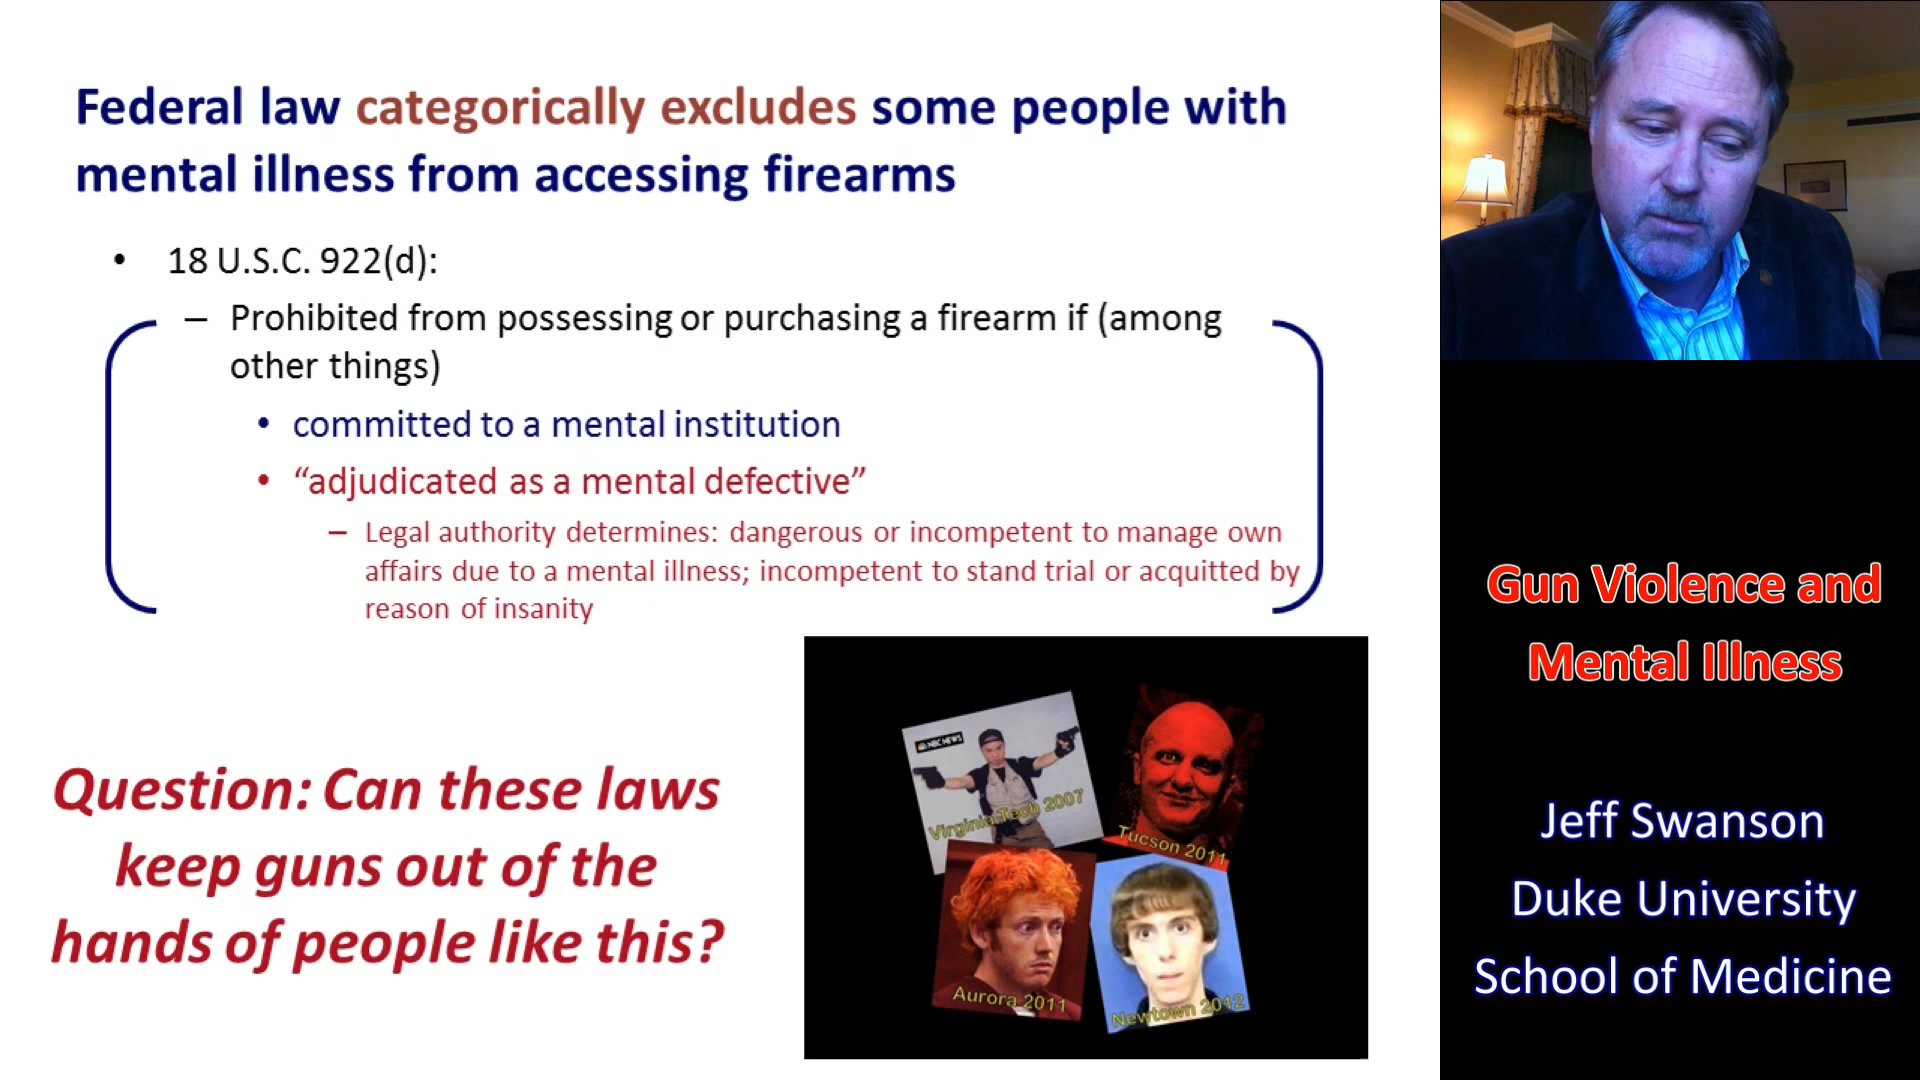 Federal law categorically excludes some people with
mental illness from accessing firearms
• 18 U.S.C. 922(d):
– Prohibited from possessing or purchasing a firearm if (among
other things)
• committed to a mental institution
• “adjudicated as a mental defective”
– Legal authority determines: dangerous or incompetent to manage own
affairs due to a mental illness; incompetent to stand trial or acquitted by
reason of insanity
Question: Can these laws
keep guns out of the
hands of people like this?
NBC NEWS
Virginia Tech 2007
Tucson 2011
Aurora 2011
Newtown 2012
Gun Violence and
Mental Illness
Jeff Swanson
Duke University
School of Medicine